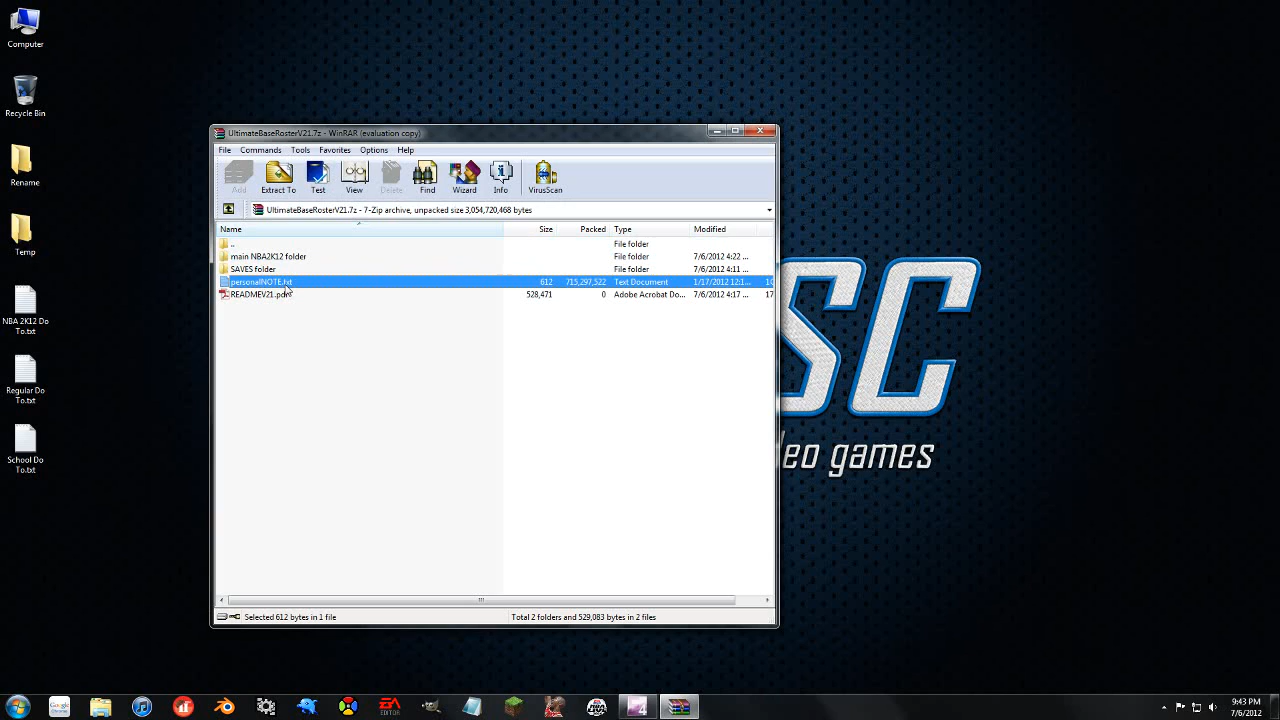 Computer
Recycle Bin
Rename
Temp
NBA 2K12 Do
To.txt
Regular Do
To.txt
School Do
To.txt
UltimateBaseRosterV21.7z - WinRAR (evaluation copy)
File Commands Tools Favorites Options Help
Add Extract To Test View Delete Find Wizard Info VirusScan
UltimateBaseRosterV21.7z - 7-Zip archive, unpacked size 3,054,720,468 bytes
Name Size Packed Type Modified
.. File folder
main NBA2K12 folder File folder 7/6/2012 4:22 ...
SAVES folder File folder 7/6/2012 4:11 ...
personalNOTE.txt 612 715,297,522 Text Document 1/17/2012 12:1...
READMEV21.pdf 528,471 0 Adobe Acrobat Do... 7/6/2012 4:17 ... 17
Selected 612 bytes in 1 file Total 2 folders and 529,083 bytes in 2 files
SC
eo games
Google
chrome
EA
EDITOR
NBA
9:43 PM
7/6/2012